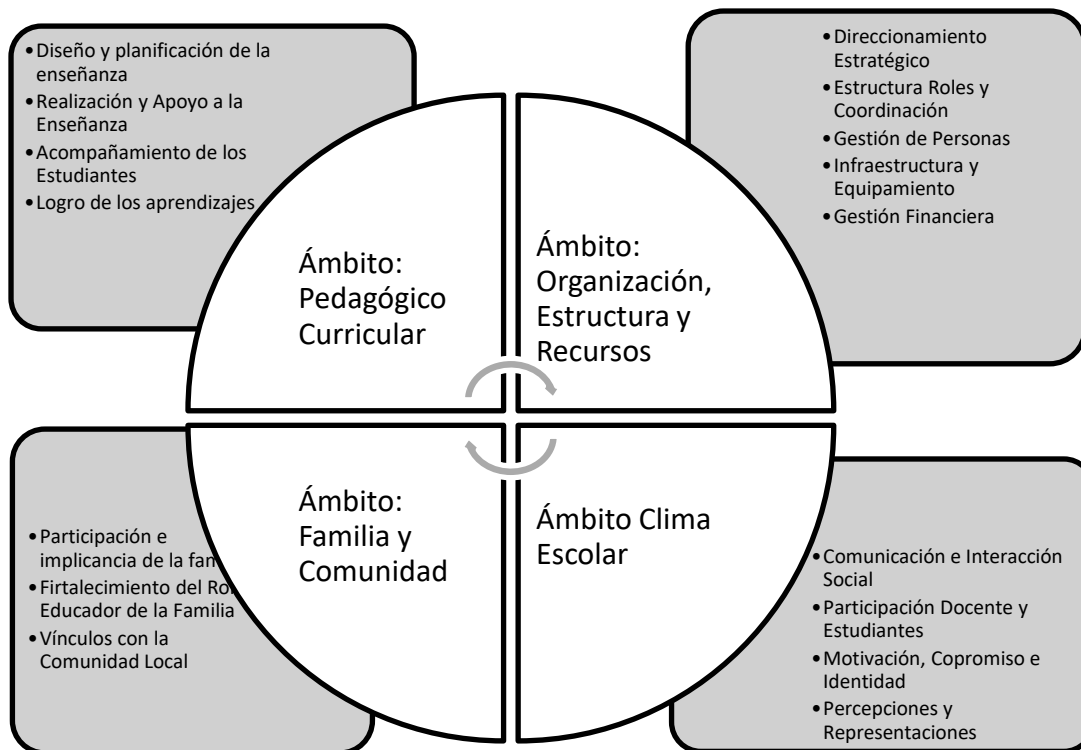 •Diseño y planificación de la
enseñanza
•Realización y Apoyo a la
Enseñanza
•Acompañamiento de los
Estudiantes
•Logro de los aprendizajes
•Direccionamiento
Estratégico
•Estructura Roles y
Coordinación
•Gestión de Personas
•Infraestructura y
Equipamiento
•Gestión Financiera
Ámbito:
Pedagógico
Curricular
Ámbito:
Organización,
Estructura y
Recursos
Ámbito:
Familia y
Comunidad
Ámbito Clima
Escolar
•Participación e
implicancia de la
•Firtalecimiento del
Educador de la Familia
•Vínculos con la
Comunidad Local
•Comunicación e Interacción
Social
•Participación Docente y
Estudiantes
•Motivación, Copromiso e
Identidad
•Percepciones y
Representaciones